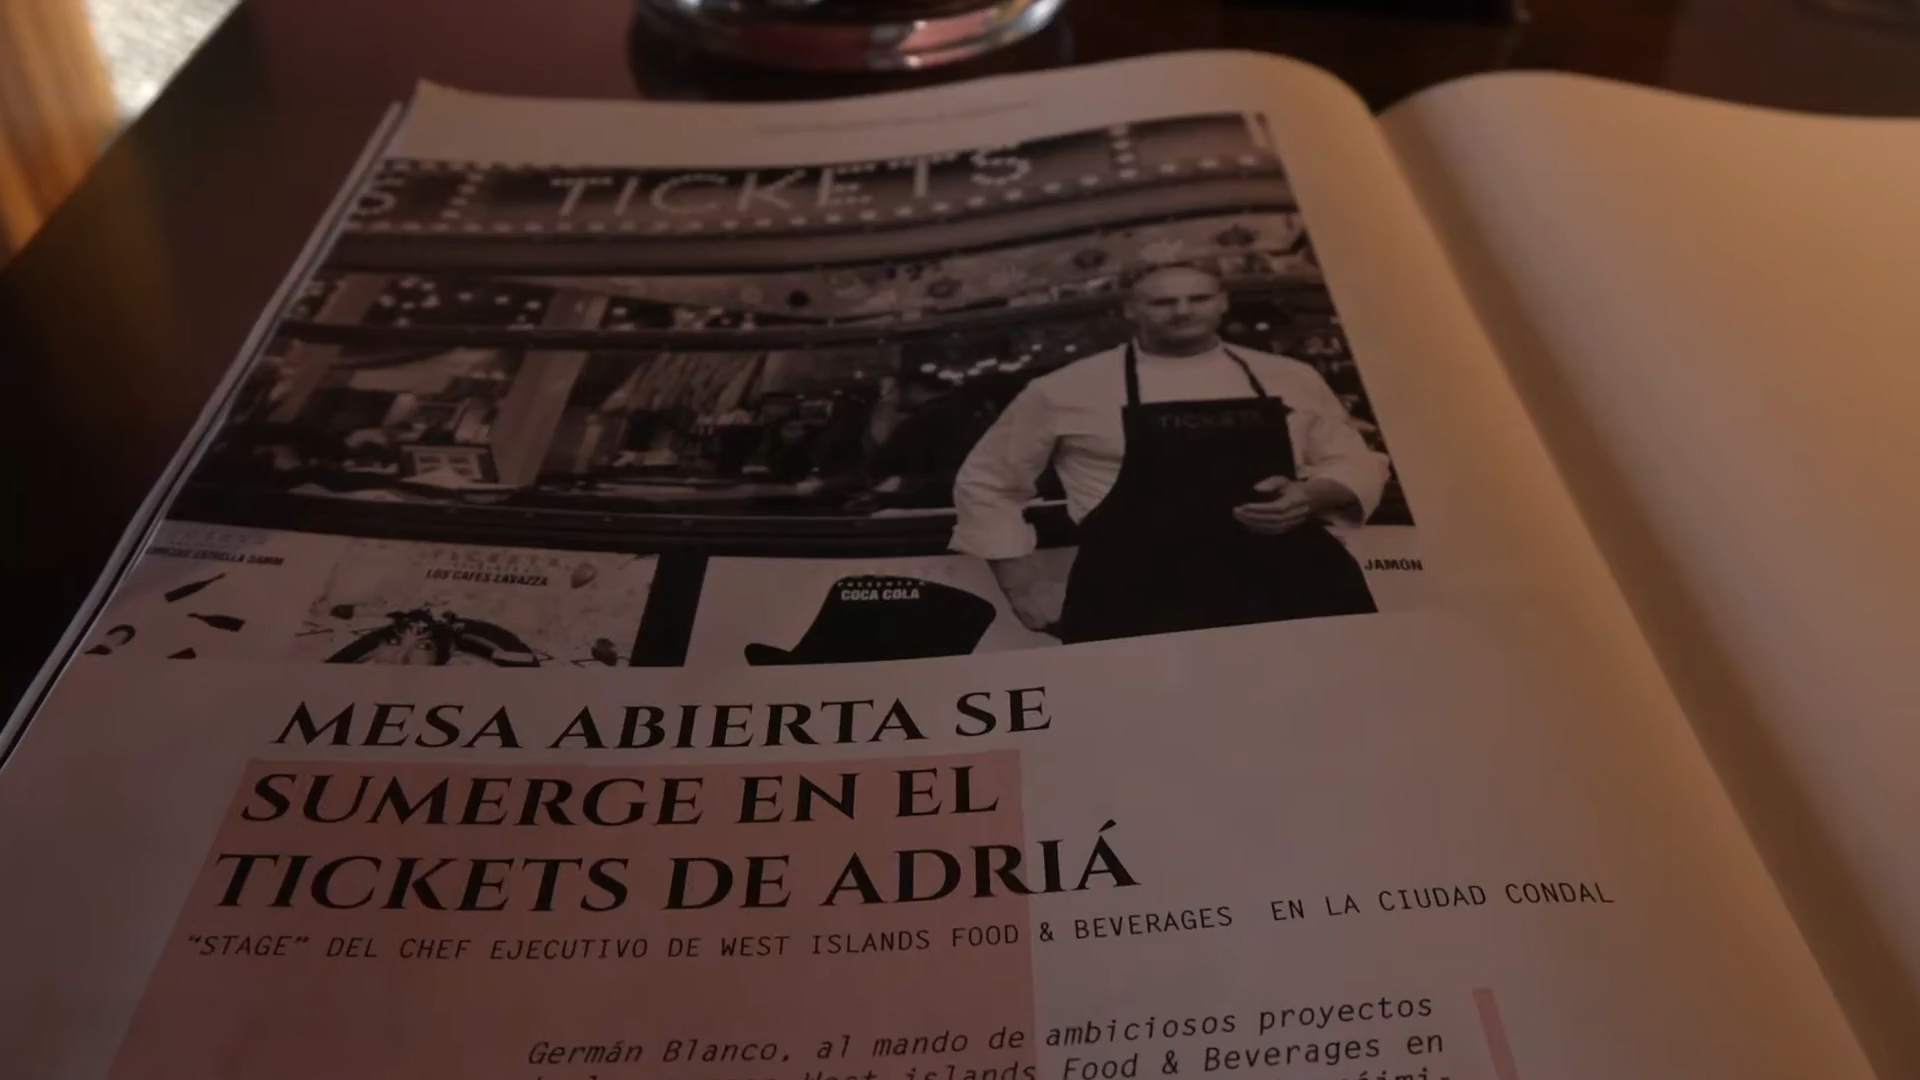 TICKETS
TICKETS
ESTRELLA DAMM
LOS CAFES LAVAZZA
COCA COLA
JAMÓN
MESA ABIERTA SE
SUMERGE EN EL
TICKETS DE ADRIÁ
“STAGE” DEL CHEF EJECUTIVO DE WEST ISLANDS FOOD & BEVERAGES EN LA CIUDAD CONDAL
Germán Blanco, al mando de ambiciosos proyectos
West islands Food & Beverages en